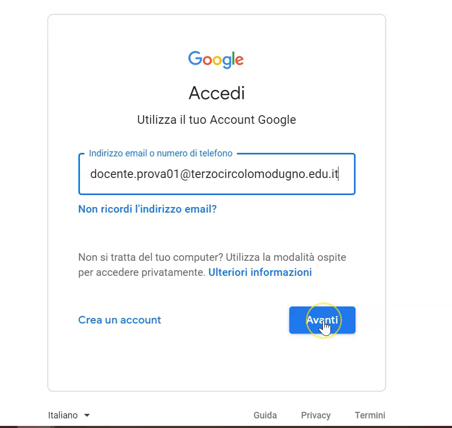 Google
Accedi
Utilizza il tuo Account Google
Indirizzo email o numero di telefono
docente.prova01@terzocircolomodugno.edu.it
Non ricordi l'indirizzo email?
Non si tratta del tuo computer? Utilizza la modalità ospite
per accedere privatamente. Ulteriori informazioni
Crea un account
Avanti
Italiano
Guida
Privacy
Termini